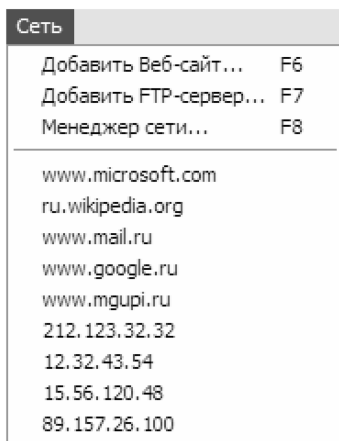 Сеть
Добавить Веб-сайт... F6
Добавить FTP-сервер... F7
Менеджер сети... F8
www.microsoft.com
ru.wikipedia.org
www.mail.ru
www.google.ru
www.mgupi.ru
212.123.32.32
12.32.43.54
15.56.120.48
89.157.26.100